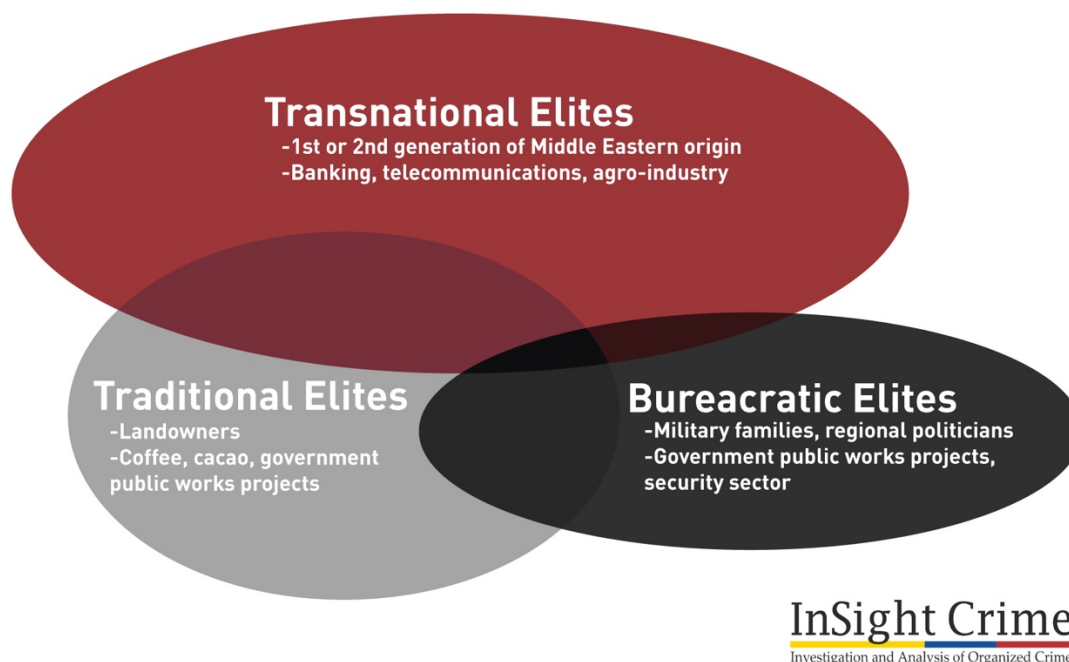 Transnational Elites
-1st or 2nd generation of Middle Eastern origin
-Banking, telecommunications, agro-industry
Traditional Elites
-Landowners
-Coffee, cacao, government
public works projects
Bureacratic Elites
-Military families, regional politicians
-Government public works projects,
security sector
InSight Crime
Investigation and Analysis of Organized Crime